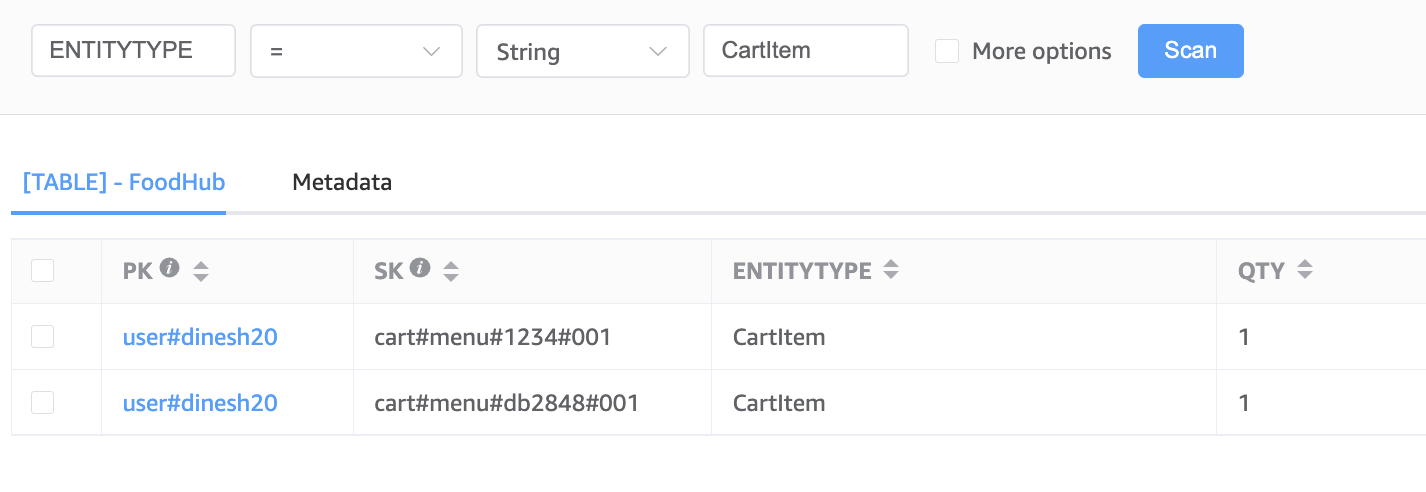 ENTITYTYPE = String CartItem More options Scan
[TABLE] - FoodHub Metadata
PK i SK i ENTITYTYPE QTY
user#dinesh20 cart#menu#1234#001 CartItem 1
user#dinesh20 cart#menu#db2848#001 CartItem 1